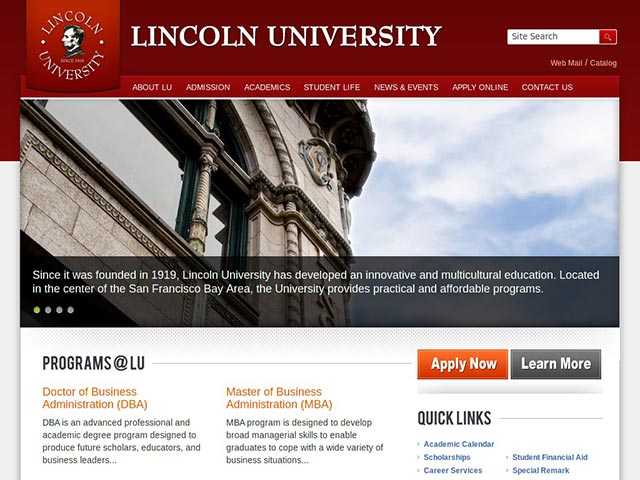 LINCOLN
UNIVERSITY
SINCE 1919
LINCOLN UNIVERSITY
Site Search
Web Mail / Catalog
ABOUT LU ADMISSION ACADEMICS STUDENT LIFE NEWS & EVENTS APPLY ONLINE CONTACT US
Since it was founded in 1919, Lincoln University has developed an innovative and multicultural education. Located
in the center of the San Francisco Bay Area, the University provides practical and affordable programs.
PROGRAMS@LU
Apply Now Learn More
Doctor of Business
Administration (DBA)
DBA is an advanced professional and
academic degree program designed to
produce future scholars, educators, and
business leaders...
Master of Business
Administration (MBA)
MBA program is designed to develop
broad managerial skills to enable
graduates to cope with a wide variety of
business situations...
QUICK LINKS
Academic Calendar
Scholarships Student Financial Aid
Career Services Special Remark